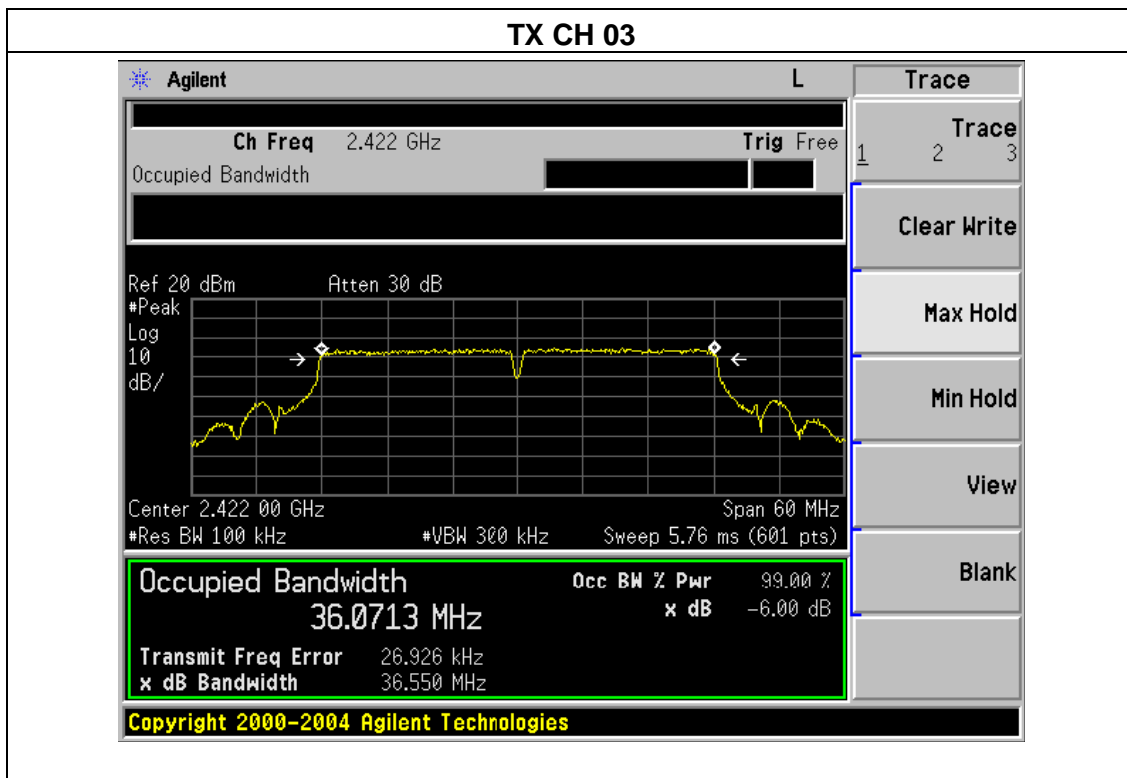 TX CH 03
Agilent L Trace
Ch Freq 2.422 GHz Trig Free
Occupied Bandwidth
Trace
1 2 3
Clear Write
Max Hold
Min Hold
View
Blank
Ref 20 dBm Atten 30 dB
#Peak
Log
10
dB/
Center 2.422 00 GHz Span 60 MHz
#Res BW 100 kHz #VBW 300 kHz Sweep 5.76 ms (601 pts)
Occupied Bandwidth Occ BW % Pwr 99.00 %
36.0713 MHz x dB -6.00 dB
Transmit Freq Error 26.926 kHz
x dB Bandwidth 36.550 MHz
Copyright 2000-2004 Agilent Technologies